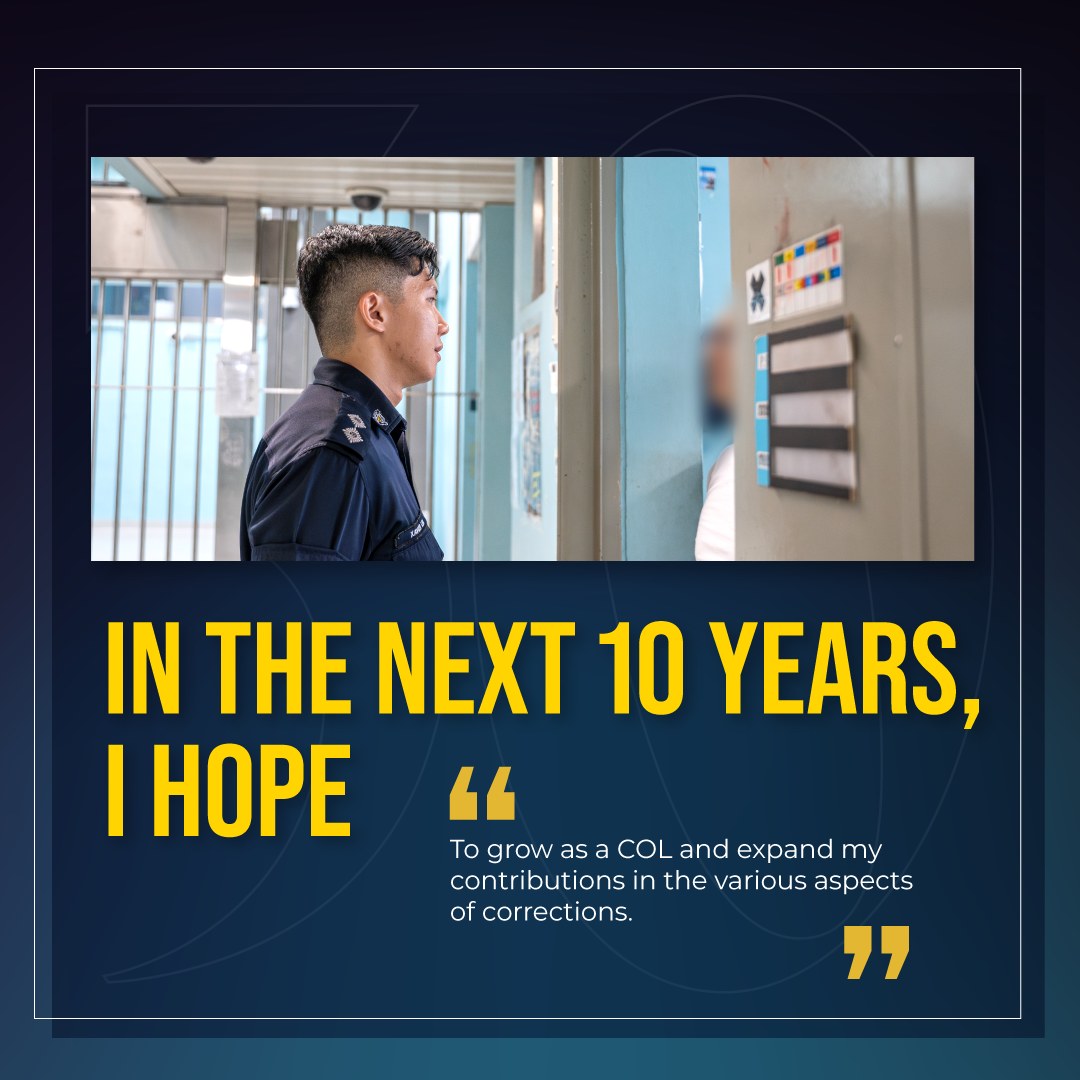 IN THE NEXT 10 YEARS,
I HOPE
“
To grow as a COL and expand my
contributions in the various aspects
of corrections.
”